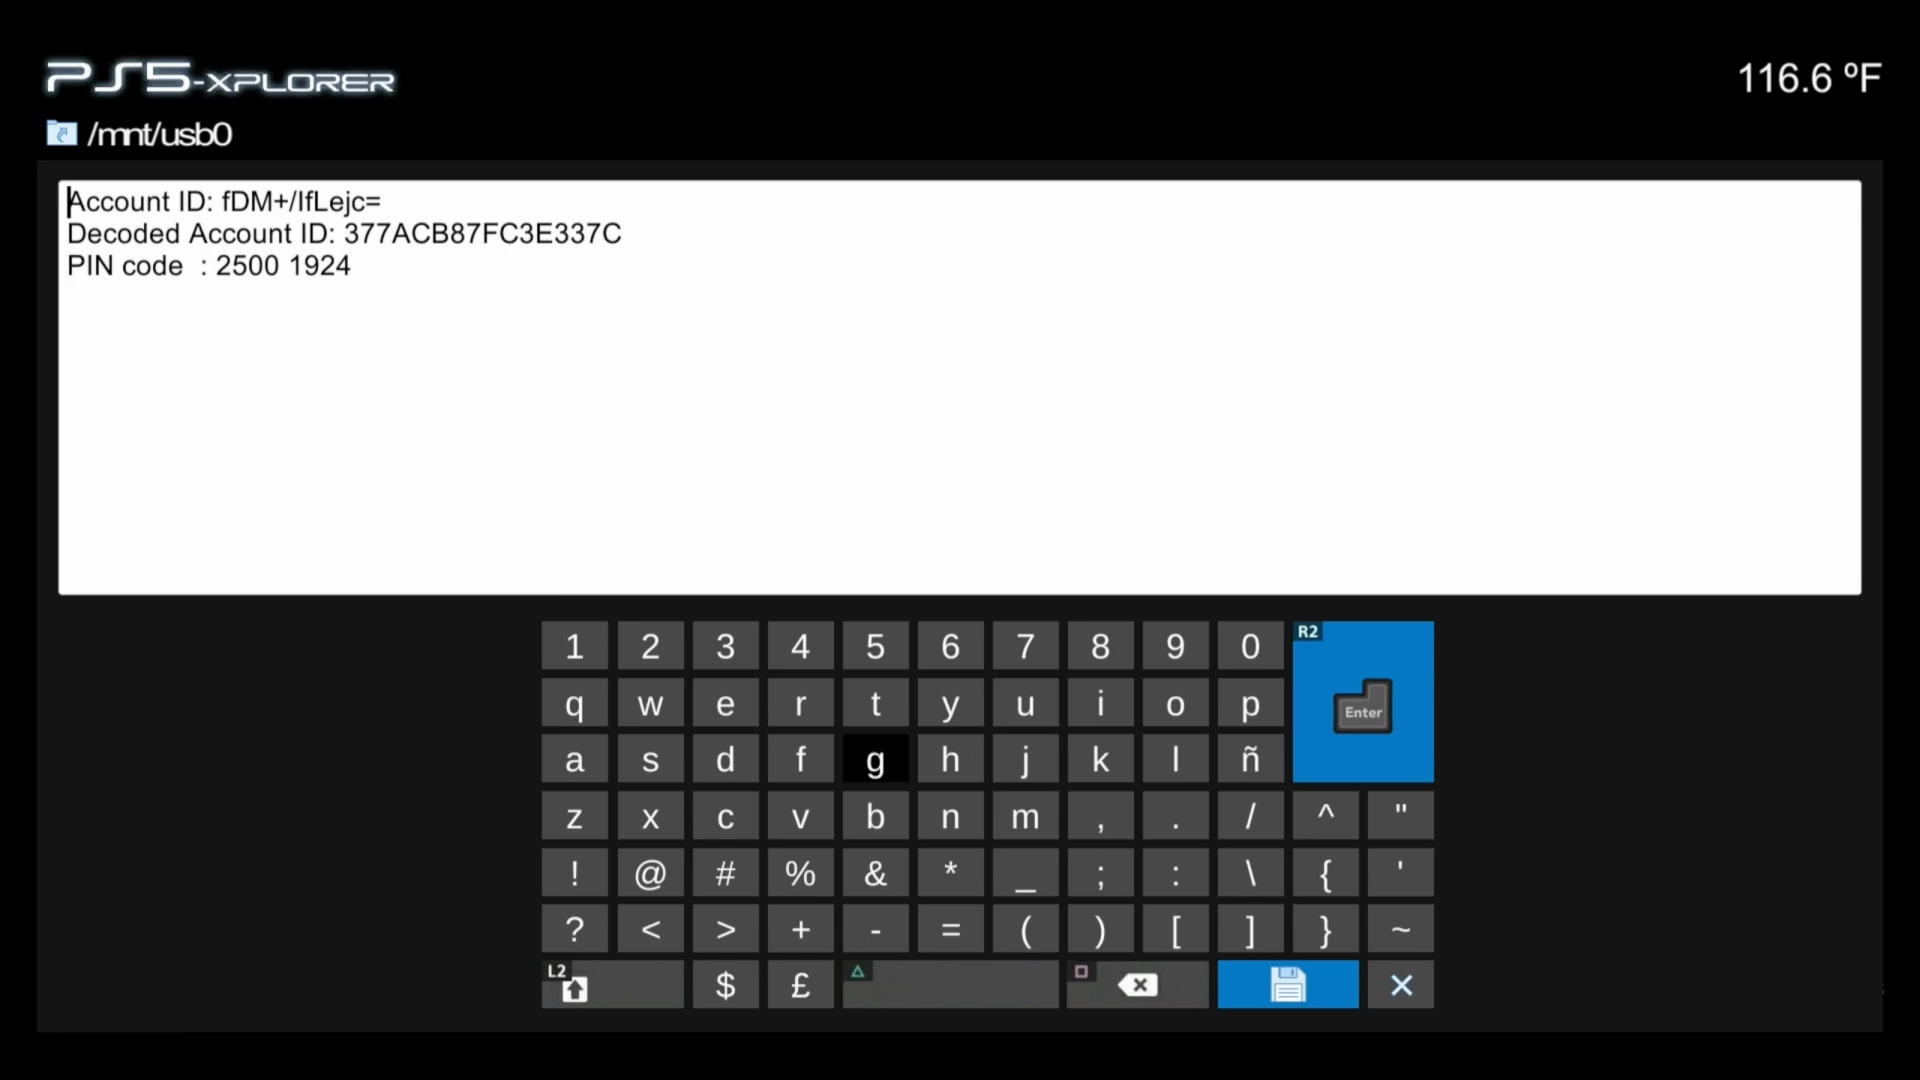 PS5-XPLORER
116.6 ºF
/mnt/usb0
Account ID: fDM+/IfLejc=
Decoded Account ID: 377ACB87FC3E337C
PIN code  : 2500 1924
1 2 3 4 5 6 7 8 9 0 R2
q w e r t y u i o p Enter
a s d f g h j k l ñ
z x c v b n m , . / ^ "
! @ # % & * _ ; : \ { '
? < > + - = ( ) [ ] } ~
L2 $ £